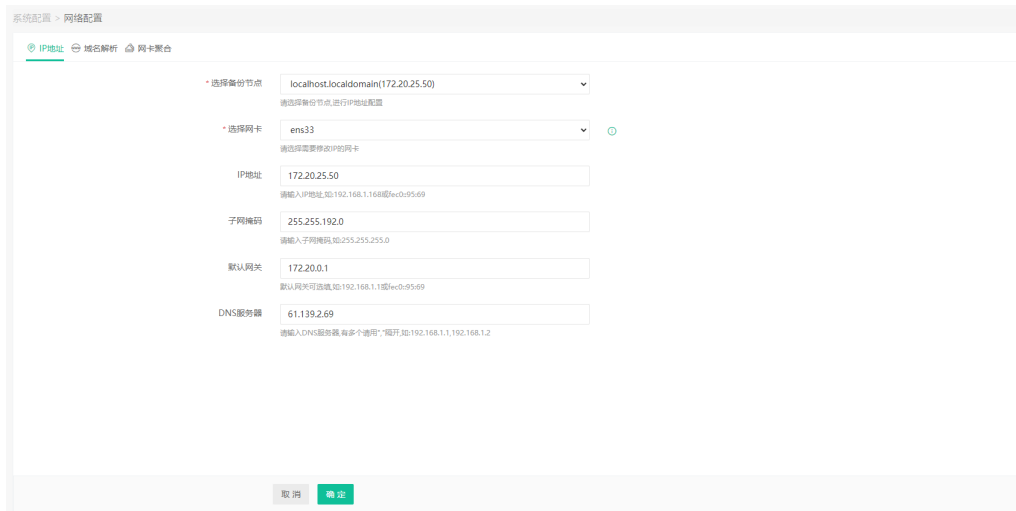 系统配置 > 网络配置
IP地址 域名解析 网卡聚合
* 选择备份节点 localhost.localdomain(172.20.25.50)
请选择备份节点,进行IP地址配置
* 选择网卡 ens33
请选择需要修改IP的网卡
IP地址 172.20.25.50
请输入IP地址,如:192.168.1.168或fec0::95:69
子网掩码 255.255.192.0
请输入子网掩码,如:255.255.255.0
默认网关 172.20.0.1
默认网关可选填,如:192.168.1.1或fec0::95:69
DNS服务器 61.139.2.69
请输入DNS服务器,有多个请用","隔开,如:192.168.1.1,192.168.1.2
取消 确定